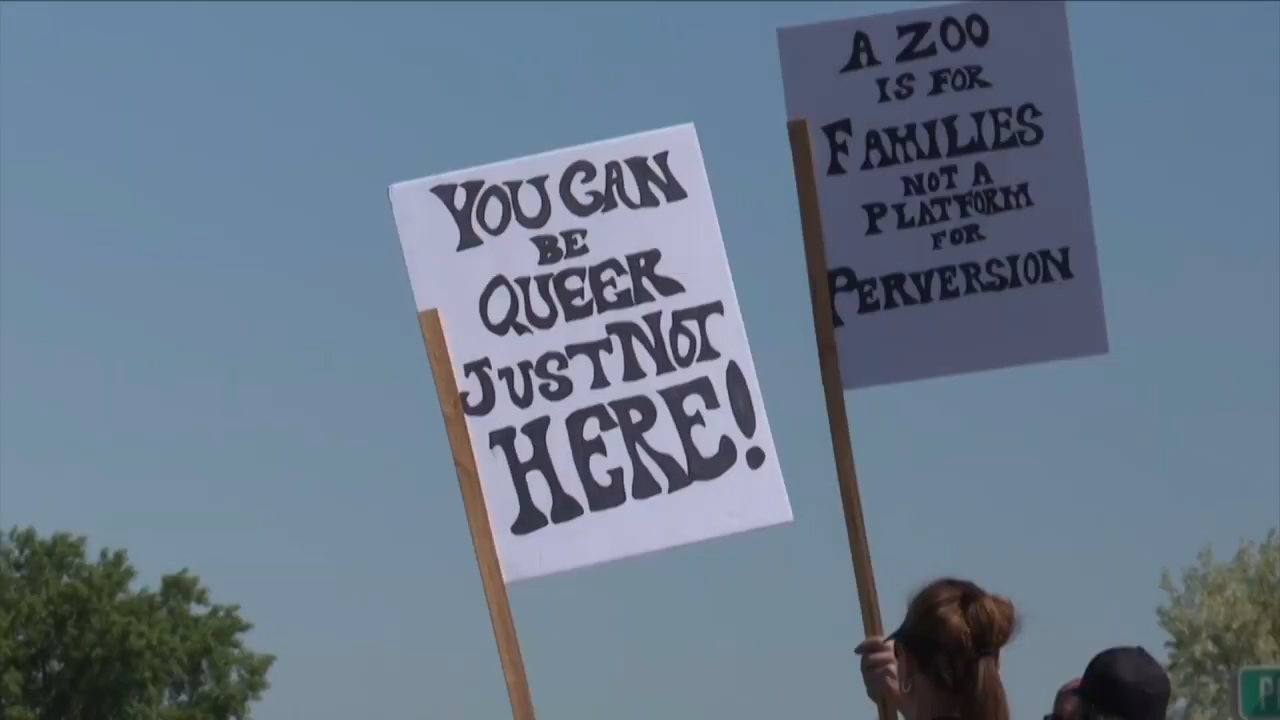 YOU CAN
BE
QUEER
JUST NOT
HERE!
A ZOO
IS FOR
FAMILIES
NOT A
PLATFORM
FOR
PERVERSION